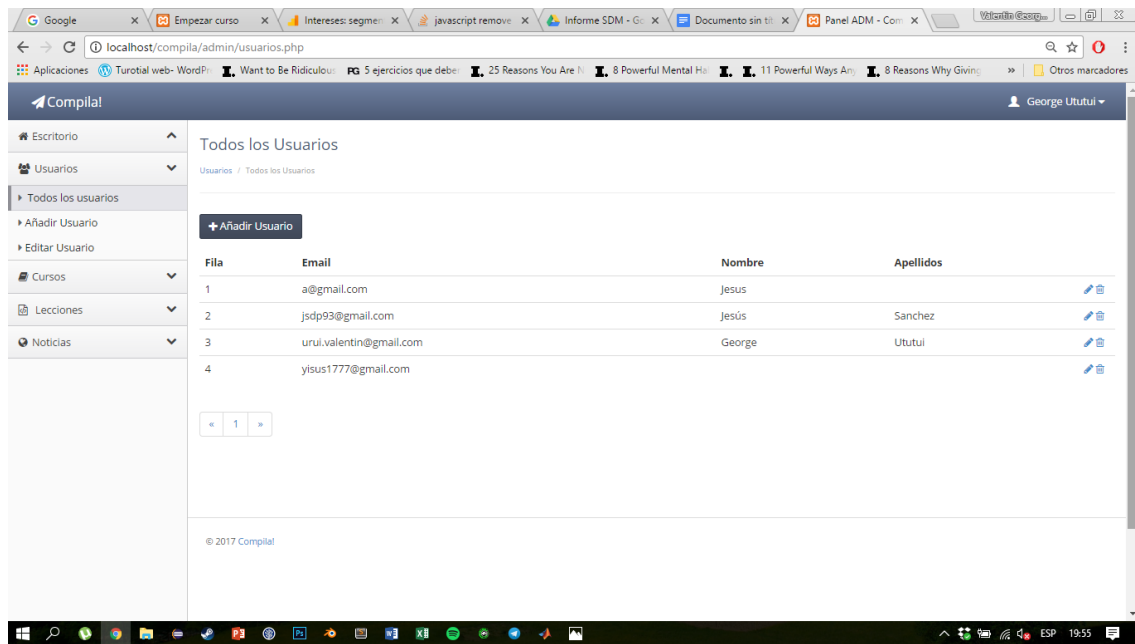 Google
Empezar curso
Intereses: segmen
javascript remove
Informe SDM - Go
Documento sin tít
Panel ADM - Com
Valentin Georg...
localhost/compila/admin/usuarios.php
Aplicaciones
Turotial web- WordPr
Want to Be Ridiculous
PG 5 ejercicios que deber
25 Reasons You Are N
8 Powerful Mental Ha
11 Powerful Ways Any
8 Reasons Why Giving
»
Otros marcadores
Compila!
George Ututui
Escritorio
Usuarios
Todos los usuarios
Añadir Usuario
Editar Usuario
Cursos
Lecciones
Noticias
Todos los Usuarios
Usuarios / Todos los Usuarios
Añadir Usuario
Fila Email Nombre Apellidos
1 a@gmail.com Jesus
2 jsdp93@gmail.com Jesús Sanchez
3 urui.valentin@gmail.com George Ututui
4 yisus1777@gmail.com
« 1 »
© 2017 Compila!
ESP 19:55